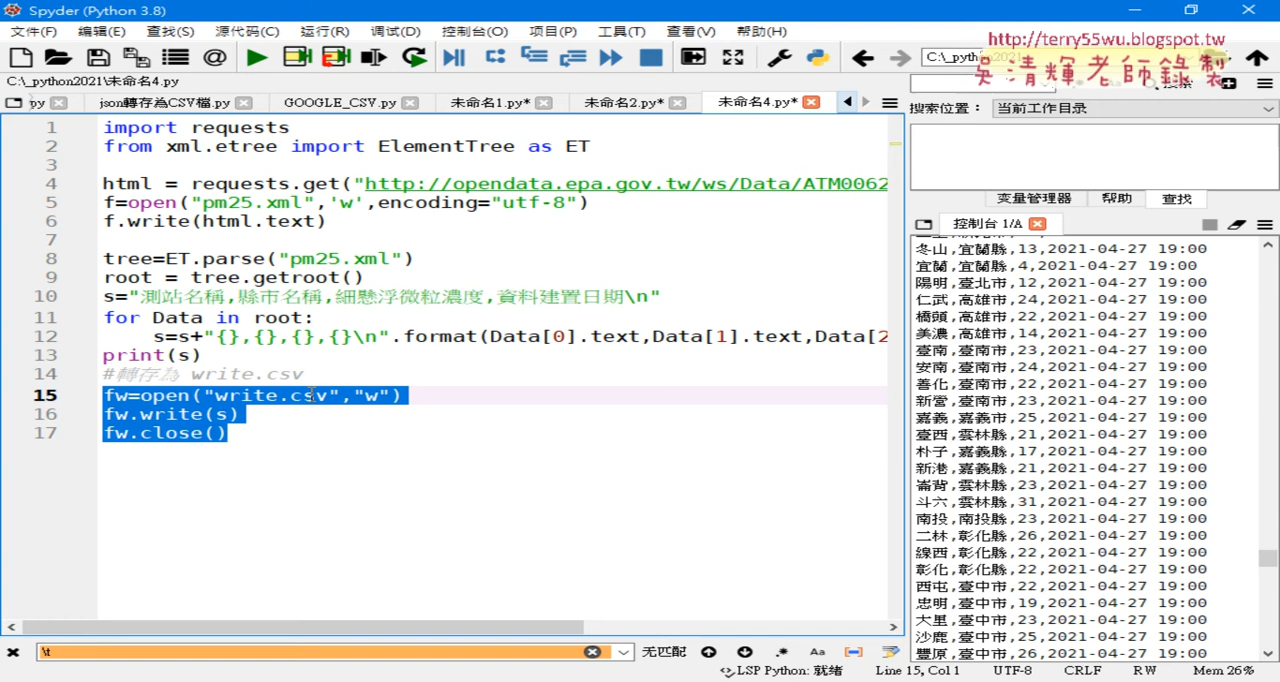 Spyder (Python 3.8)
文件(F) 编辑(E) 查找(S) 源代码(C) 运行(R) 调试(D) 控制台(O) 项目(P) 工具(T) 查看(V) 帮助(H)
http://terry55wu.blogspot.tw
吳清輝老師錄製
C:\_python2021\未命名4.py
py json轉存為CSV檔.py GOOGLE_CSV.py 未命名1.py* 未命名2.py* 未命名4.py*
搜索位置： 当前工作目录
1 import requests
2 from xml.etree import ElementTree as ET
3
4 html = requests.get("http://opendata.epa.gov.tw/ws/Data/ATM0062
5 f=open("pm25.xml",'w',encoding="utf-8")
6 f.write(html.text)
7
8 tree=ET.parse("pm25.xml")
9 root = tree.getroot()
10 s="測站名稱,縣市名稱,細懸浮微粒濃度,資料建置日期\n"
11 for Data in root:
12 s=s+"{},{},{},{}\n".format(Data[0].text,Data[1].text,Data[2
13 print(s)
14 #轉存為 write.csv
15 fw=open("write.csv","w")
16 fw.write(s)
17 fw.close()
变量管理器 帮助 查找
控制台 1/A
冬山,宜蘭縣,13,2021-04-27 19:00
宜蘭,宜蘭縣,4,2021-04-27 19:00
陽明,臺北市,12,2021-04-27 19:00
仁武,高雄市,24,2021-04-27 19:00
橋頭,高雄市,22,2021-04-27 19:00
美濃,高雄市,14,2021-04-27 19:00
臺南,臺南市,23,2021-04-27 19:00
安南,臺南市,24,2021-04-27 19:00
善化,臺南市,22,2021-04-27 19:00
新營,臺南市,23,2021-04-27 19:00
嘉義,嘉義市,25,2021-04-27 19:00
臺西,雲林縣,21,2021-04-27 19:00
朴子,嘉義縣,17,2021-04-27 19:00
新港,嘉義縣,21,2021-04-27 19:00
崙背,雲林縣,23,2021-04-27 19:00
斗六,雲林縣,31,2021-04-27 19:00
南投,南投縣,23,2021-04-27 19:00
二林,彰化縣,26,2021-04-27 19:00
線西,彰化縣,22,2021-04-27 19:00
彰化,彰化縣,22,2021-04-27 19:00
西屯,臺中市,22,2021-04-27 19:00
忠明,臺中市,19,2021-04-27 19:00
大里,臺中市,23,2021-04-27 19:00
沙鹿,臺中市,25,2021-04-27 19:00
豐原,臺中市,26,2021-04-27 19:00
\t 无匹配 .* Aa
LSP Python: 就绪 Line 15, Col 1 UTF-8 CRLF RW Mem 26%